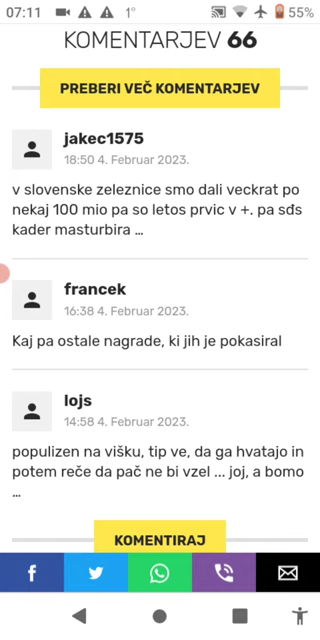 07:11
1°
55%
KOMENTARJEV 66
PREBERI VEČ KOMENTARJEV
jakec1575
18:50 4. Februar 2023.
v slovenske zeleznice smo dali veckrat po
nekaj 100 mio pa so letos prvic v +. pa sđs
kader masturbira ...
francek
16:38 4. Februar 2023.
Kaj pa ostale nagrade, ki jih je pokasiral
lojs
14:58 4. Februar 2023.
populizen na višku, tip ve, da ga hvatajo in
potem reče da pač ne bi vzel ... joj, a bomo
...
KOMENTIRAJ